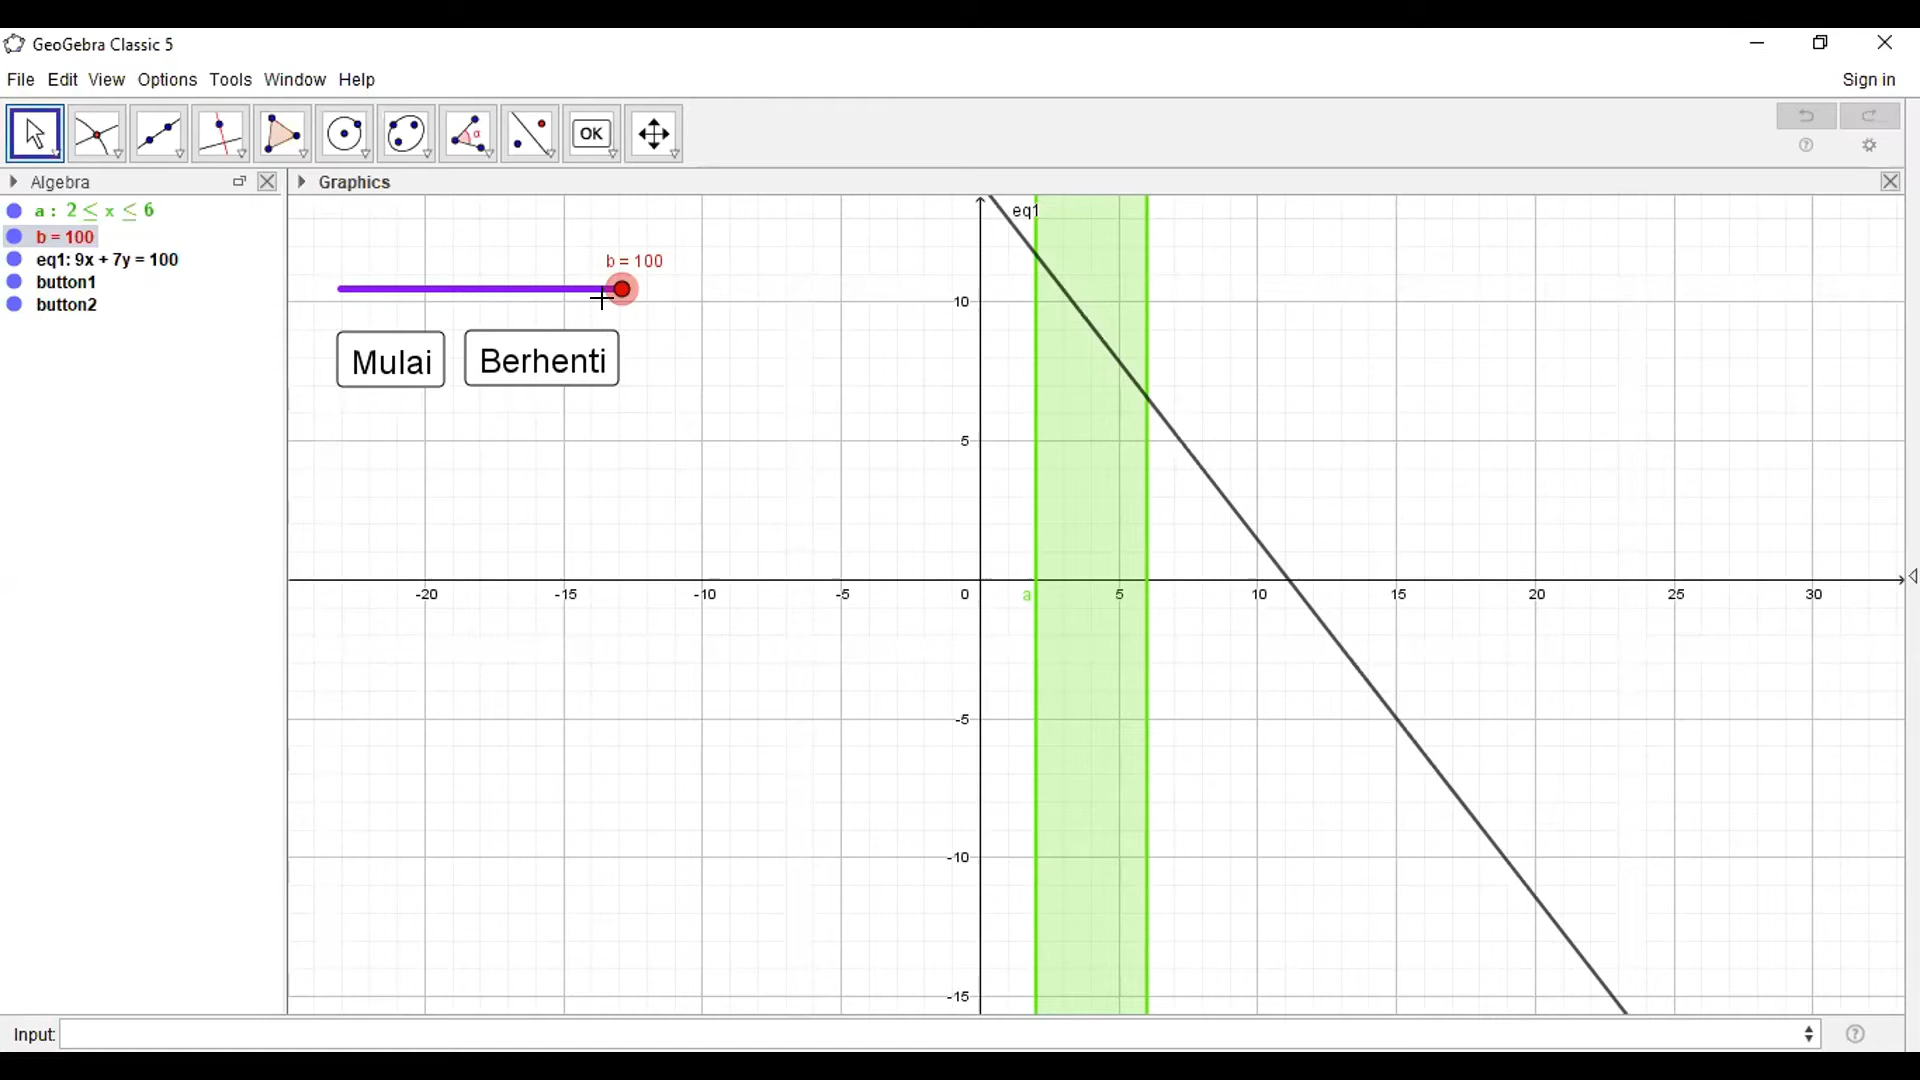 GeoGebra Classic 5
File Edit View Options Tools Window Help Sign in
α OK
Algebra Graphics
a : 2 ≤ x ≤ 6
b = 100
eq1: 9x + 7y = 100
button1
button2
eq1
b = 100
Mulai Berhenti
10
5
-20 -15 -10 -5 0 a 5 10 15 20 25 30
-5
-10
-15
Input: